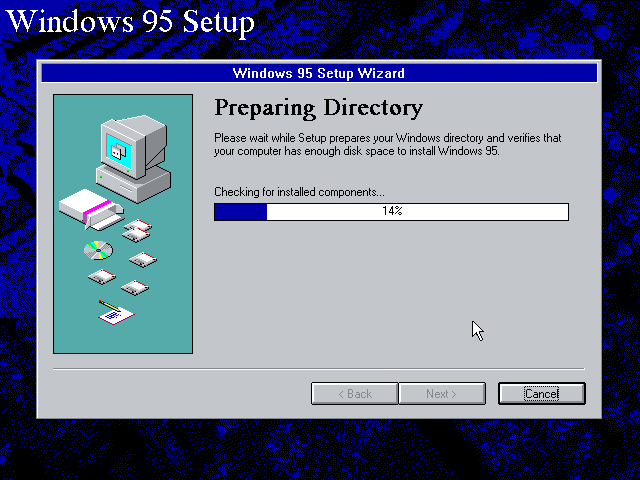 Windows 95 Setup
Windows 95 Setup Wizard
Preparing Directory
Please wait while Setup prepares your Windows directory and verifies that
your computer has enough disk space to install Windows 95.
Checking for installed components...
14%
< Back
Next >
Cancel